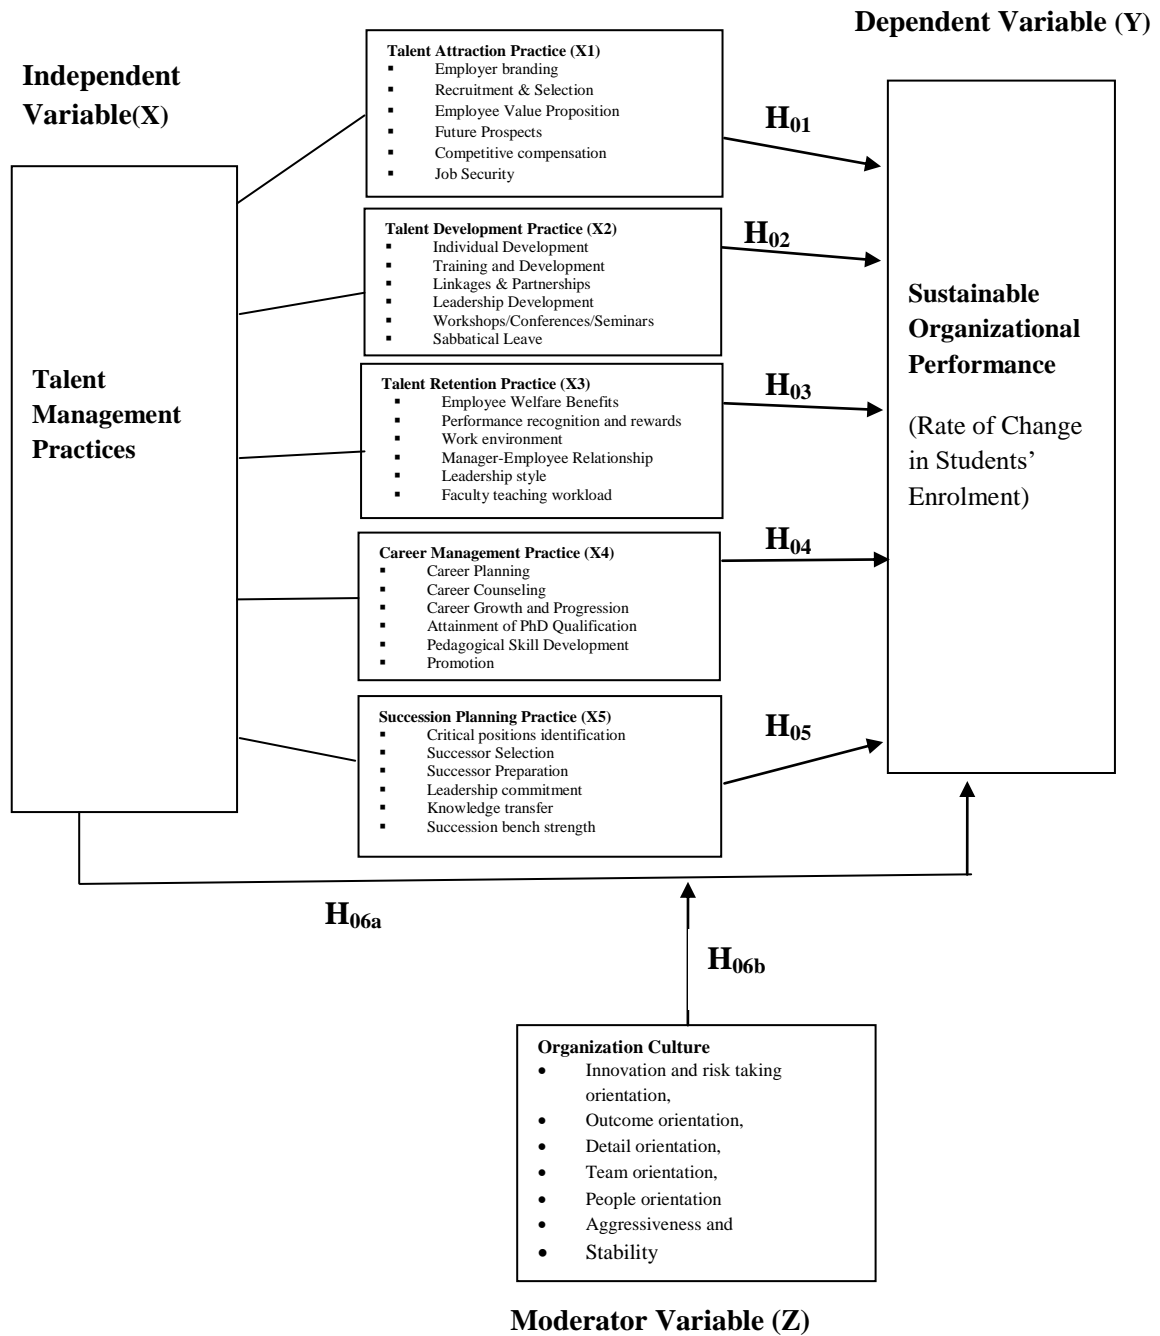 Dependent Variable (Y)
Independent
Variable(X)
Talent Attraction Practice (X1)
▪ Employer branding
▪ Recruitment & Selection
▪ Employee Value Proposition
▪ Future Prospects
▪ Competitive compensation
▪ Job Security
H01
Talent Development Practice (X2)
▪ Individual Development
▪ Training and Development
▪ Linkages & Partnerships
▪ Leadership Development
▪ Workshops/Conferences/Seminars
▪ Sabbatical Leave
H02
Talent
Management
Practices
Talent Retention Practice (X3)
▪ Employee Welfare Benefits
▪ Performance recognition and rewards
▪ Work environment
▪ Manager-Employee Relationship
▪ Leadership style
▪ Faculty teaching workload
H03
Sustainable
Organizational
Performance
(Rate of Change
in Students’
Enrolment)
Career Management Practice (X4)
▪ Career Planning
▪ Career Counseling
▪ Career Growth and Progression
▪ Attainment of PhD Qualification
▪ Pedagogical Skill Development
▪ Promotion
H04
Succession Planning Practice (X5)
▪ Critical positions identification
▪ Successor Selection
▪ Successor Preparation
▪ Leadership commitment
▪ Knowledge transfer
▪ Succession bench strength
H05
H06a
H06b
Organization Culture
• Innovation and risk taking
orientation,
• Outcome orientation,
• Detail orientation,
• Team orientation,
• People orientation
• Aggressiveness and
• Stability
Moderator Variable (Z)